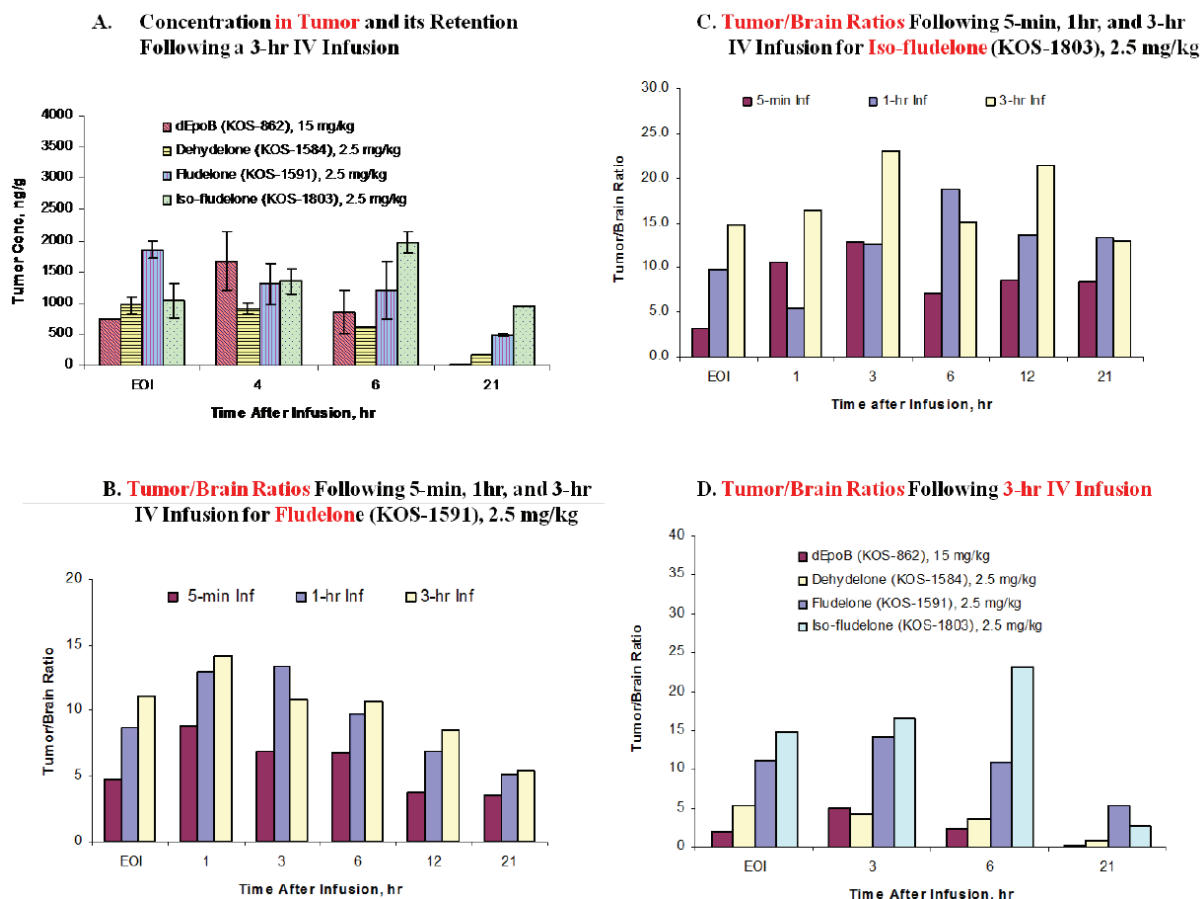 A. Concentration in Tumor and its Retention
Following a 3-hr IV Infusion
4000
3500
3000
2500
2000
1500
1000
500
0
Tumor Conc, ng/g
dEpoB (KOS-862), 15 mg/kg
Dehydelone (KOS-1584), 2.5 mg/kg
Fludelone (KOS-1591), 2.5 mg/kg
Iso-fludelone (KOS-1803), 2.5 mg/kg
EOI 4 6 21
Time After Infusion, hr
B. Tumor/Brain Ratios Following 5-min, 1hr, and 3-hr
IV Infusion for Fludelone (KOS-1591), 2.5 mg/kg
20
15
10
5
0
Tumor/Brain Ratio
5-min Inf 1-hr Inf 3-hr Inf
EOI 1 3 6 12 21
Time After Infusion, hr
C. Tumor/Brain Ratios Following 5-min, 1hr, and 3-hr
IV Infusion for Iso-fludelone (KOS-1803), 2.5 mg/kg
30.0
25.0
20.0
15.0
10.0
5.0
0.0
Tumor/Brain Ratio
5-min Inf 1-hr Inf 3-hr Inf
EOI 1 3 6 12 21
Time after Infusion, hr
D. Tumor/Brain Ratios Following 3-hr IV Infusion
40
35
30
25
20
15
10
5
0
Tumor/Brain Ratio
dEpoB (KOS-862), 15 mg/kg
Dehydelone (KOS-1584), 2.5 mg/kg
Fludelone (KOS-1591), 2.5 mg/kg
Iso-fludelone (KOS-1803), 2.5 mg/kg
EOI 3 6 21
Time After Infusion, hr